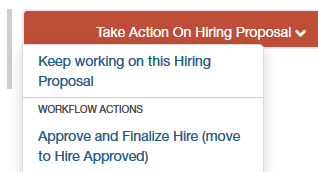 Take Action On Hiring Proposal
Keep working on this Hiring
Proposal
WORKFLOW ACTIONS
Approve and Finalize Hire (move
to Hire Approved)